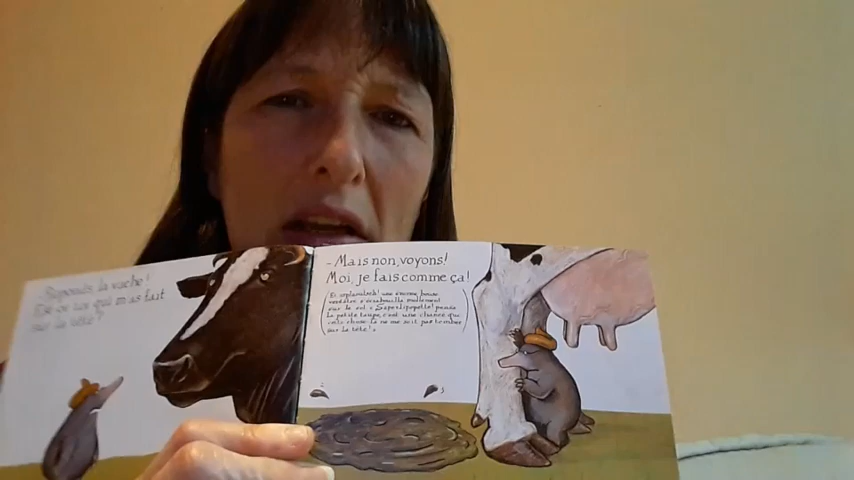 Réponds la vache!
Est-ce toi qui m'as fait
sur la tête?
- Mais non, voyons!
Moi, je fais comme ça!
Et splatsch! une énorme bouse
verdâtre s'écrabouille mollement
sur le sol. « Saperlipopette! pense
la petite taupe, c'est une chance que
cette chose-là ne me soit pas tombée
sur la tête! »